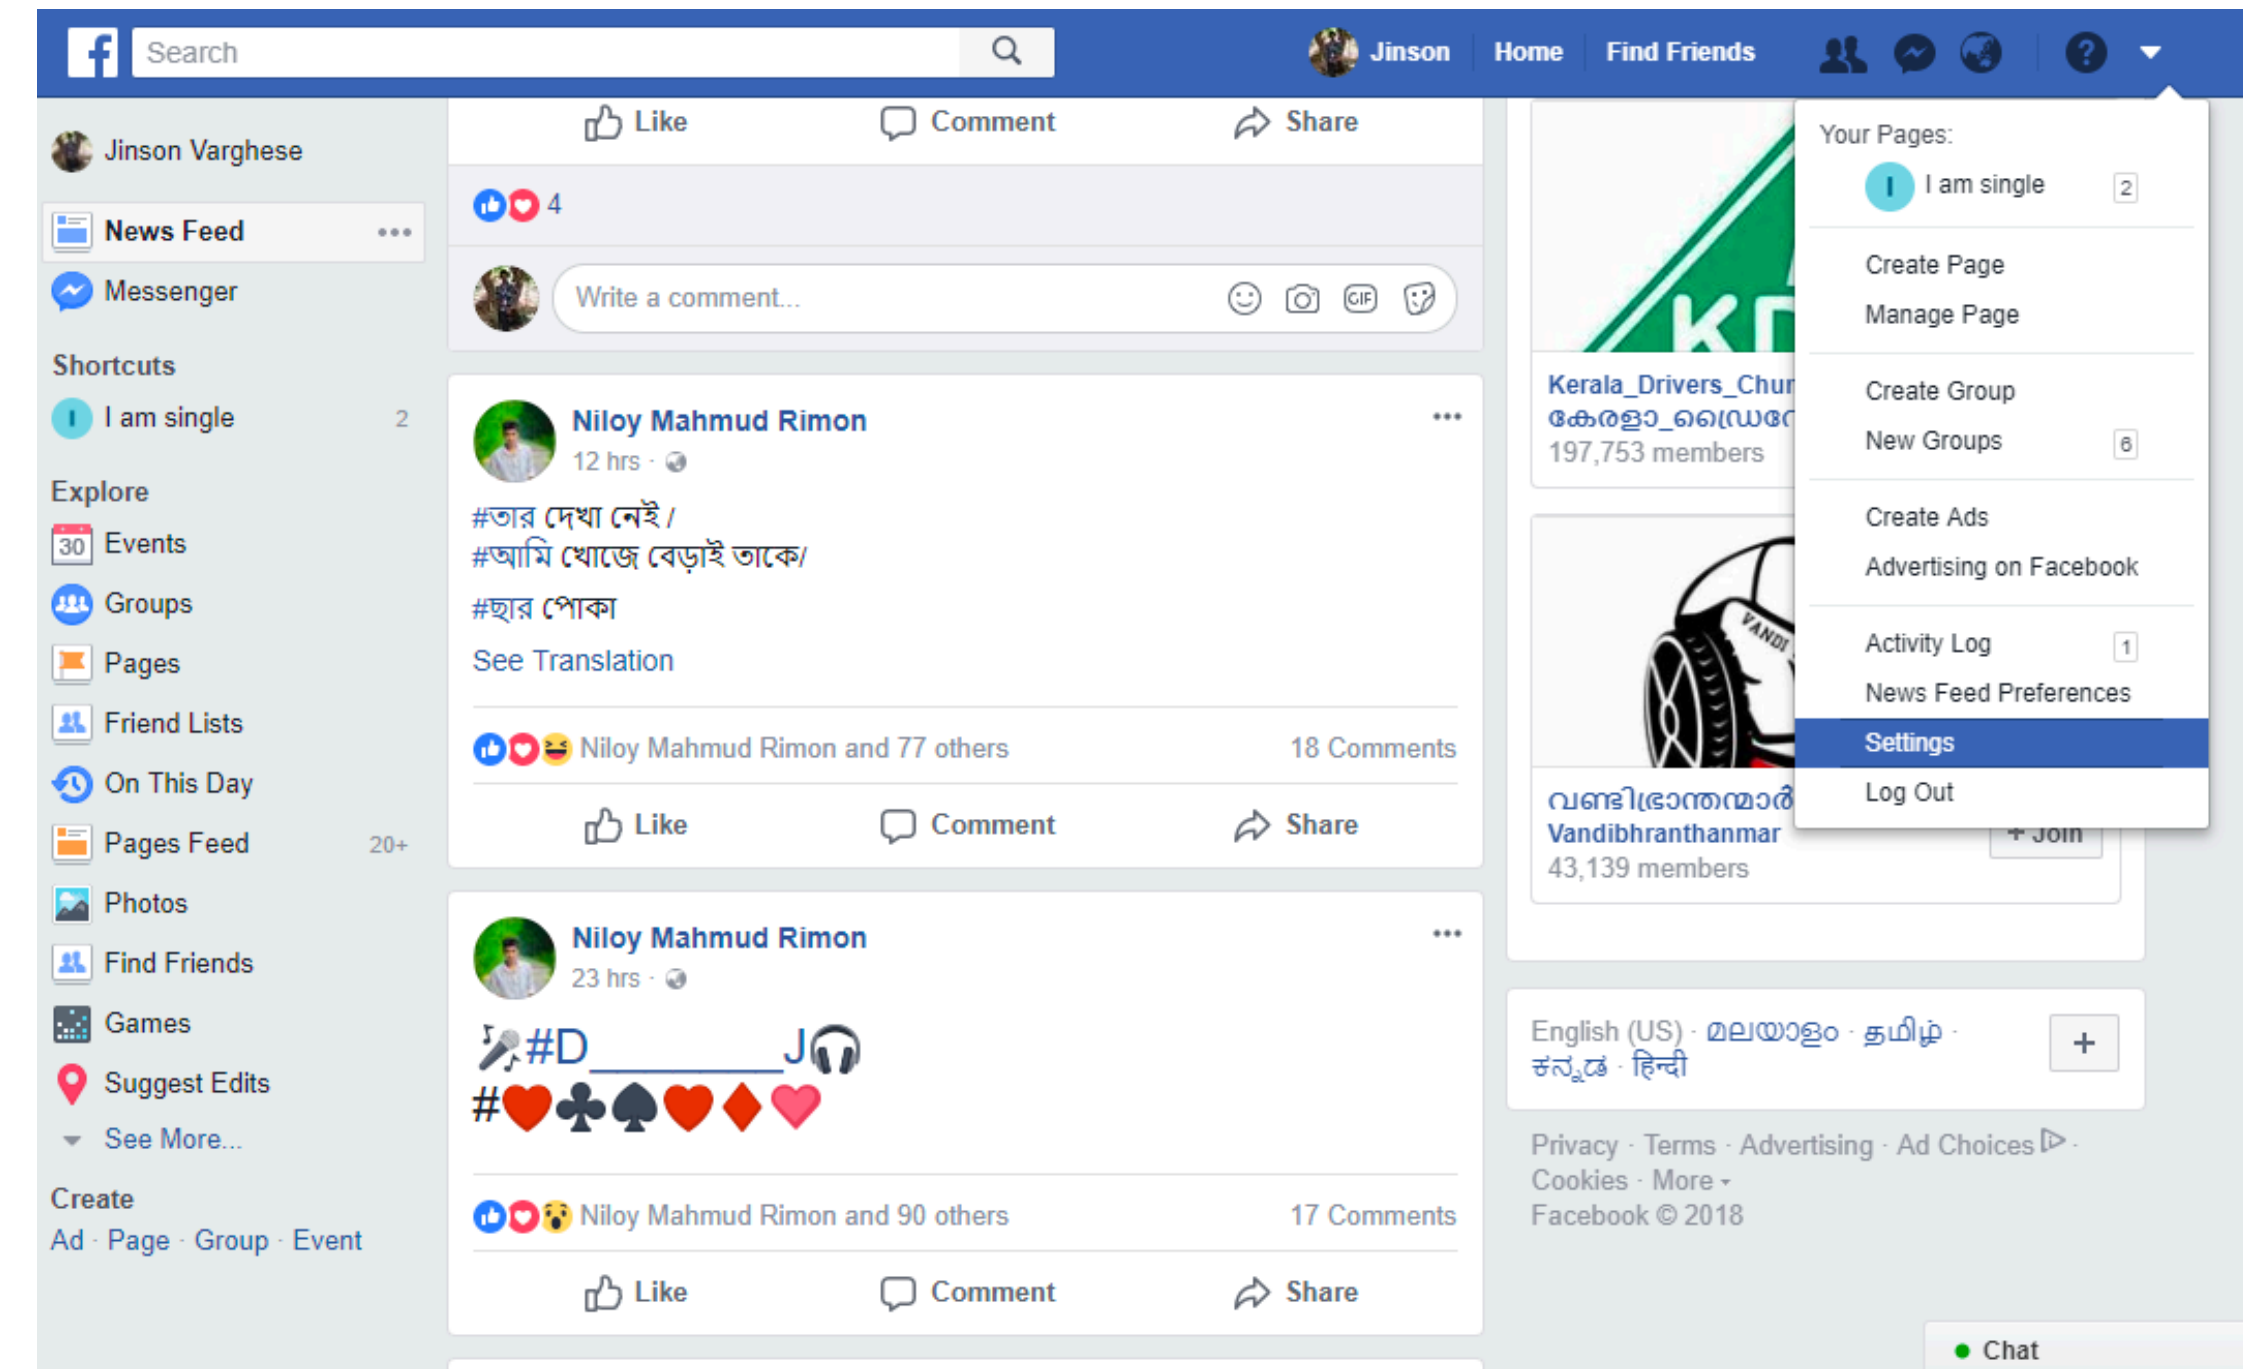 Search
Jinson
Home
Find Friends
Jinson Varghese
News Feed
Messenger
Shortcuts
I am single 2
Explore
30 Events
Groups
Pages
Friend Lists
On This Day
Pages Feed 20+
Photos
Find Friends
Games
Suggest Edits
See More...
Create
Ad · Page · Group · Event
Like Comment Share
4
Write a comment...
GIF
Niloy Mahmud Rimon
12 hrs ·
#তার দেখা নেই /
#আমি খোজে বেড়াই তাকে/
#ছার পোকা
See Translation
Niloy Mahmud Rimon and 77 others 18 Comments
Like Comment Share
Niloy Mahmud Rimon
23 hrs ·
🎤#D________J🎧
#❤♣♠❤♦♥
Niloy Mahmud Rimon and 90 others 17 Comments
Like Comment Share
Kerala_Drivers_Chun
197,753 members
VANDI
വണ്ടിഭ്രാന്തന്മാർ
Vandibhranthanmar
43,139 members
+ Join
Your Pages:
I I am single 2
Create Page
Manage Page
Create Group
New Groups 6
Create Ads
Advertising on Facebook
Activity Log 1
News Feed Preferences
Settings
Log Out
English (US) · മലയാളം · தமிழ் ·
ಕನ್ನಡ · हिन्दी
Privacy · Terms · Advertising · Ad Choices ·
Cookies · More
Facebook © 2018
Chat